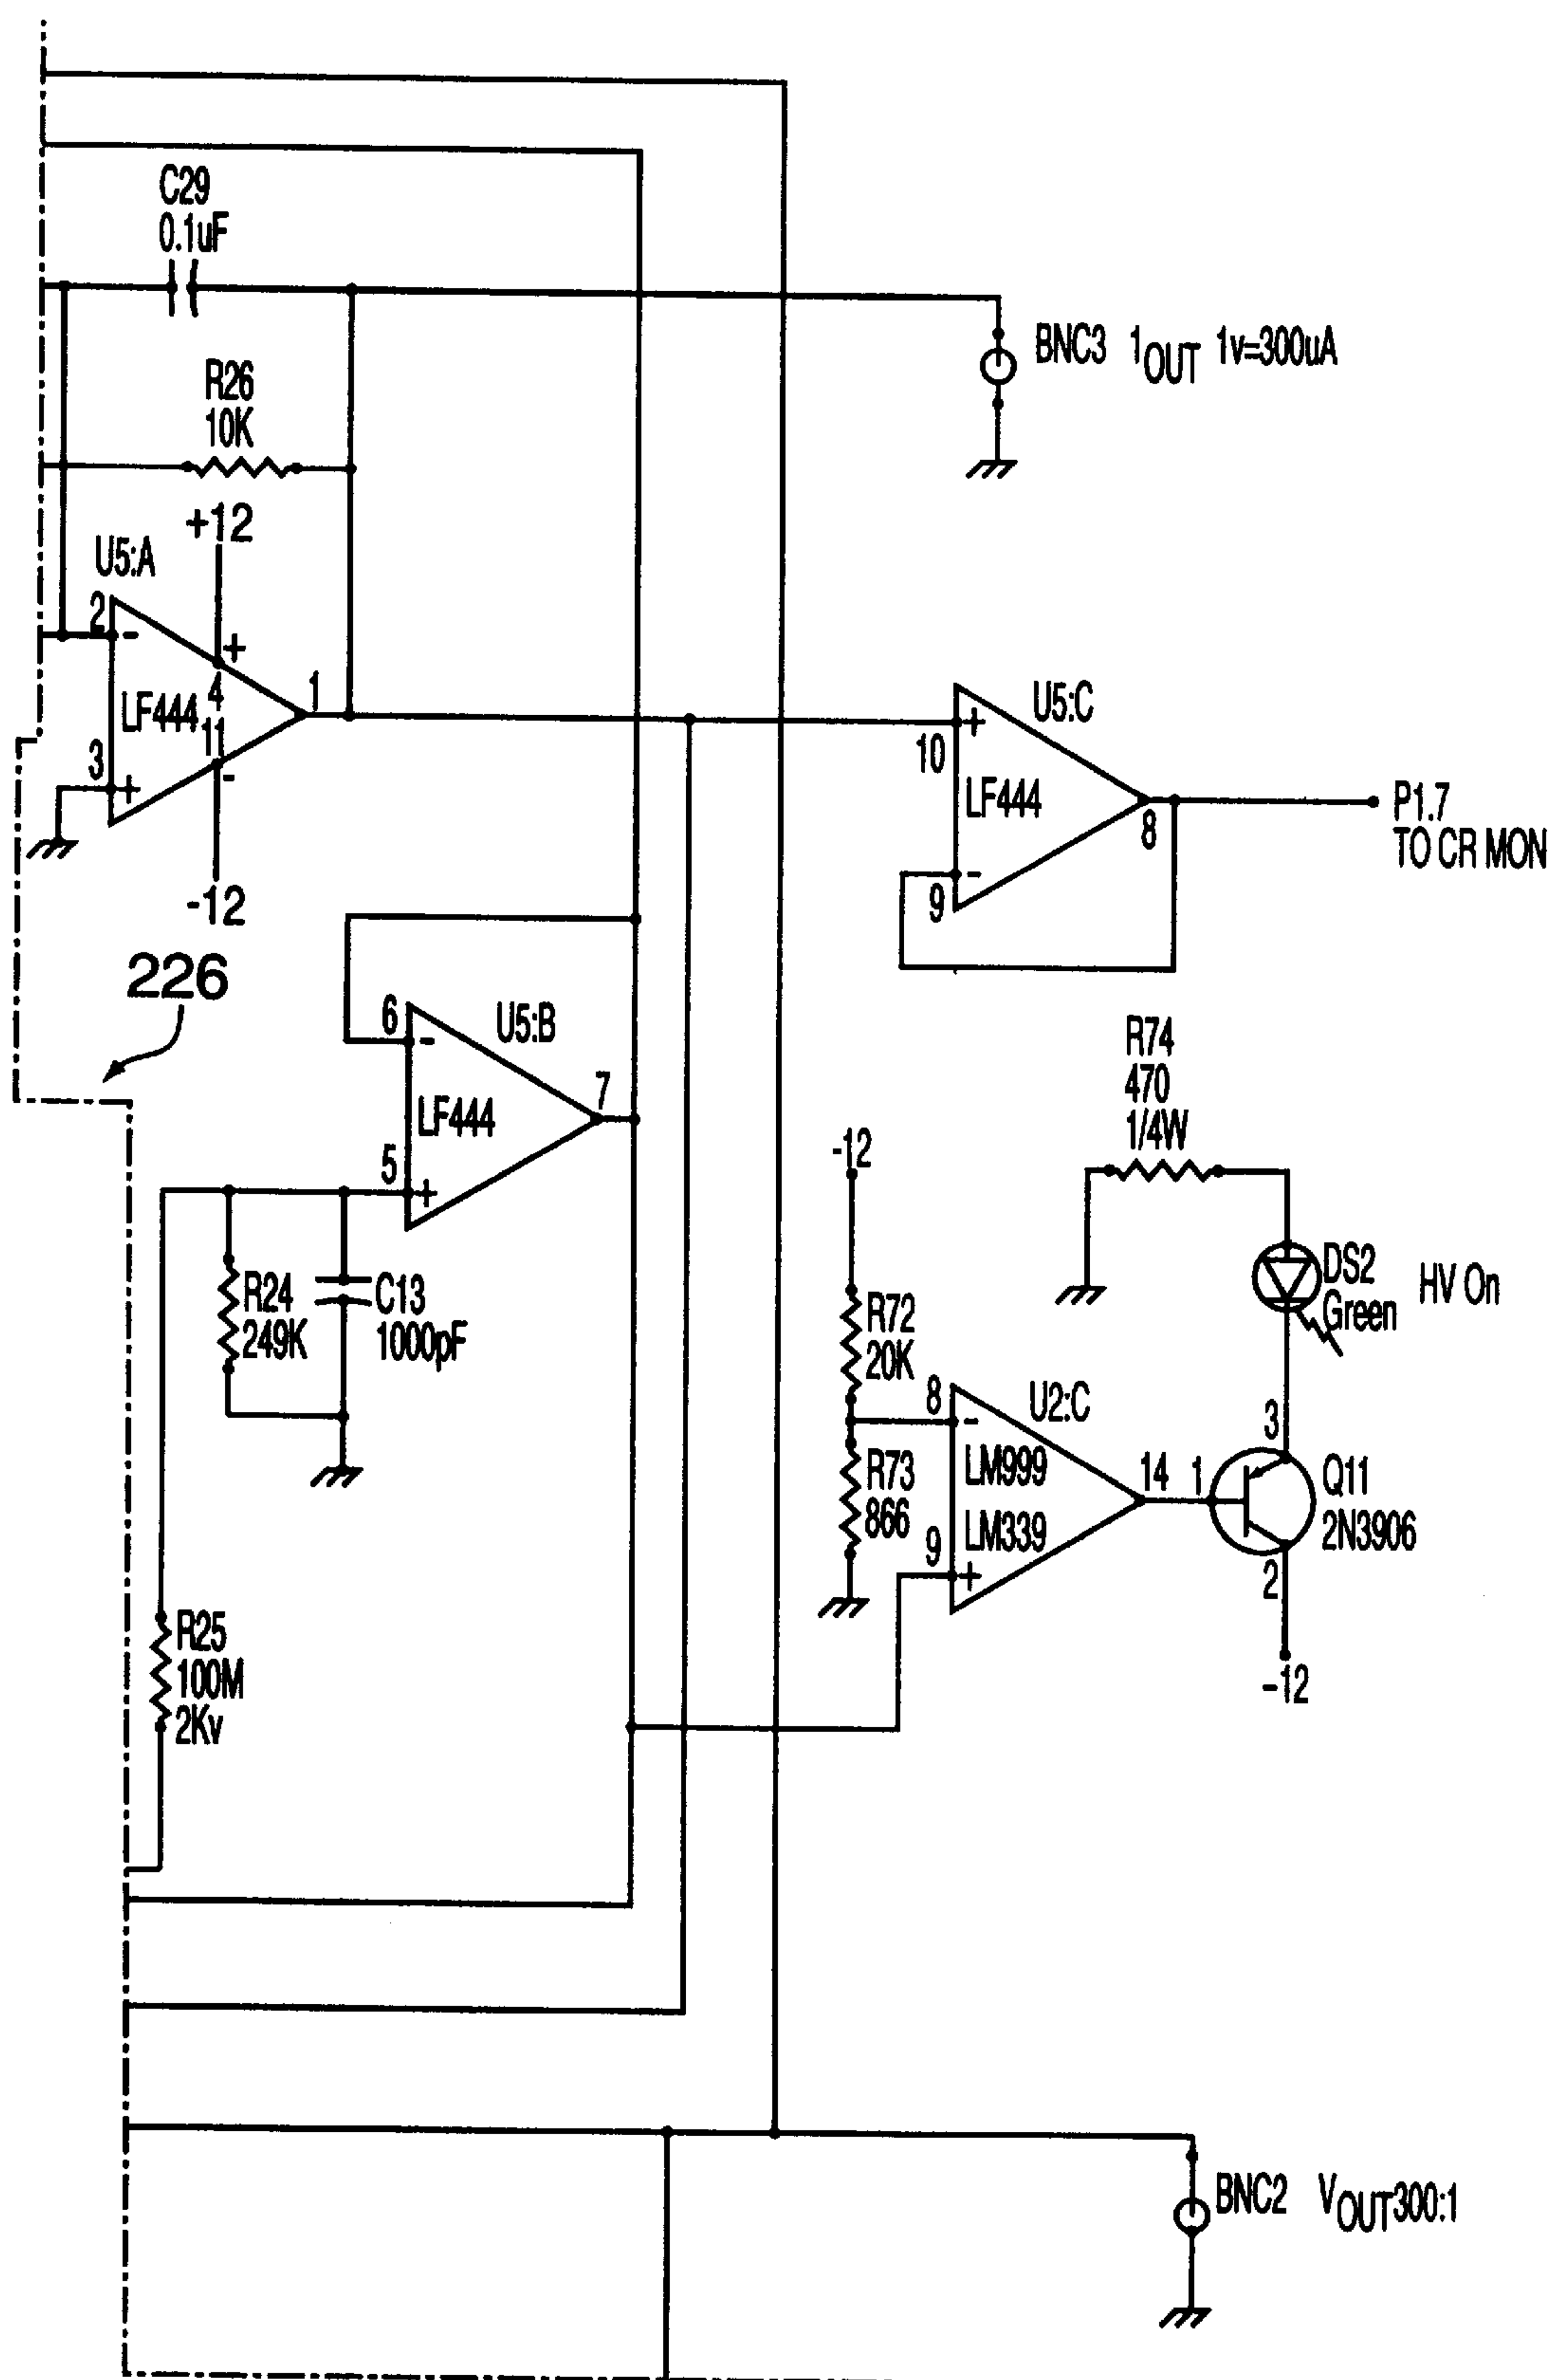 C29
0.1uF
BNC3 1OUT 1v=300uA
R26
10K
+12
U5:A
2
-
+
4
LF444
11
1
3
+
-
-12
U5:C
+
10
LF444
8
-
9
P1.7
TO CR MON
226
6
-
U5:B
7
LF444
5
+
R74
470
1/4W
-12
R24
249K
C13
1000pF
R72
20K
DS2
Green
HV On
8
-
U2:C
LM999
14
1
3
Q11
2N3906
R73
866
LM339
9
+
2
-12
R25
100M
2Kv
BNC2 VOUT300:1